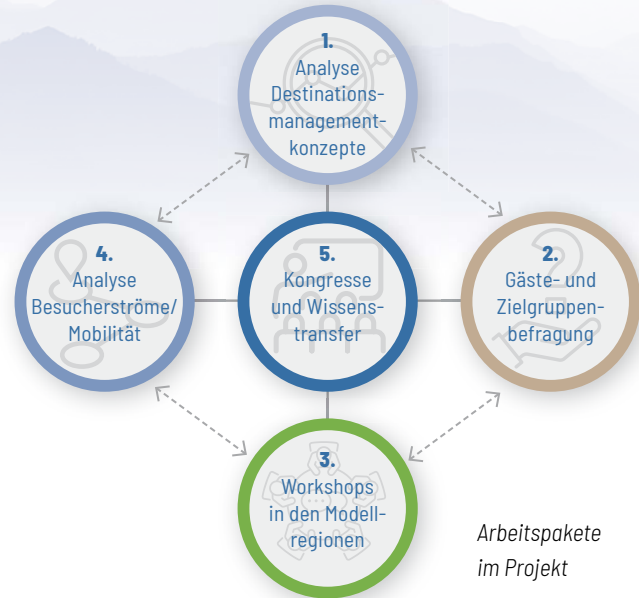 1.
Analyse
Destinations-
management-
konzepte
2.
Gäste- und
Zielgruppen-
befragung
3.
Workshops
in den Modell-
regionen
4.
Analyse
Besucherströme/
Mobilität
5.
Kongresse
und Wissens-
transfer
Arbeitspakete
im Projekt